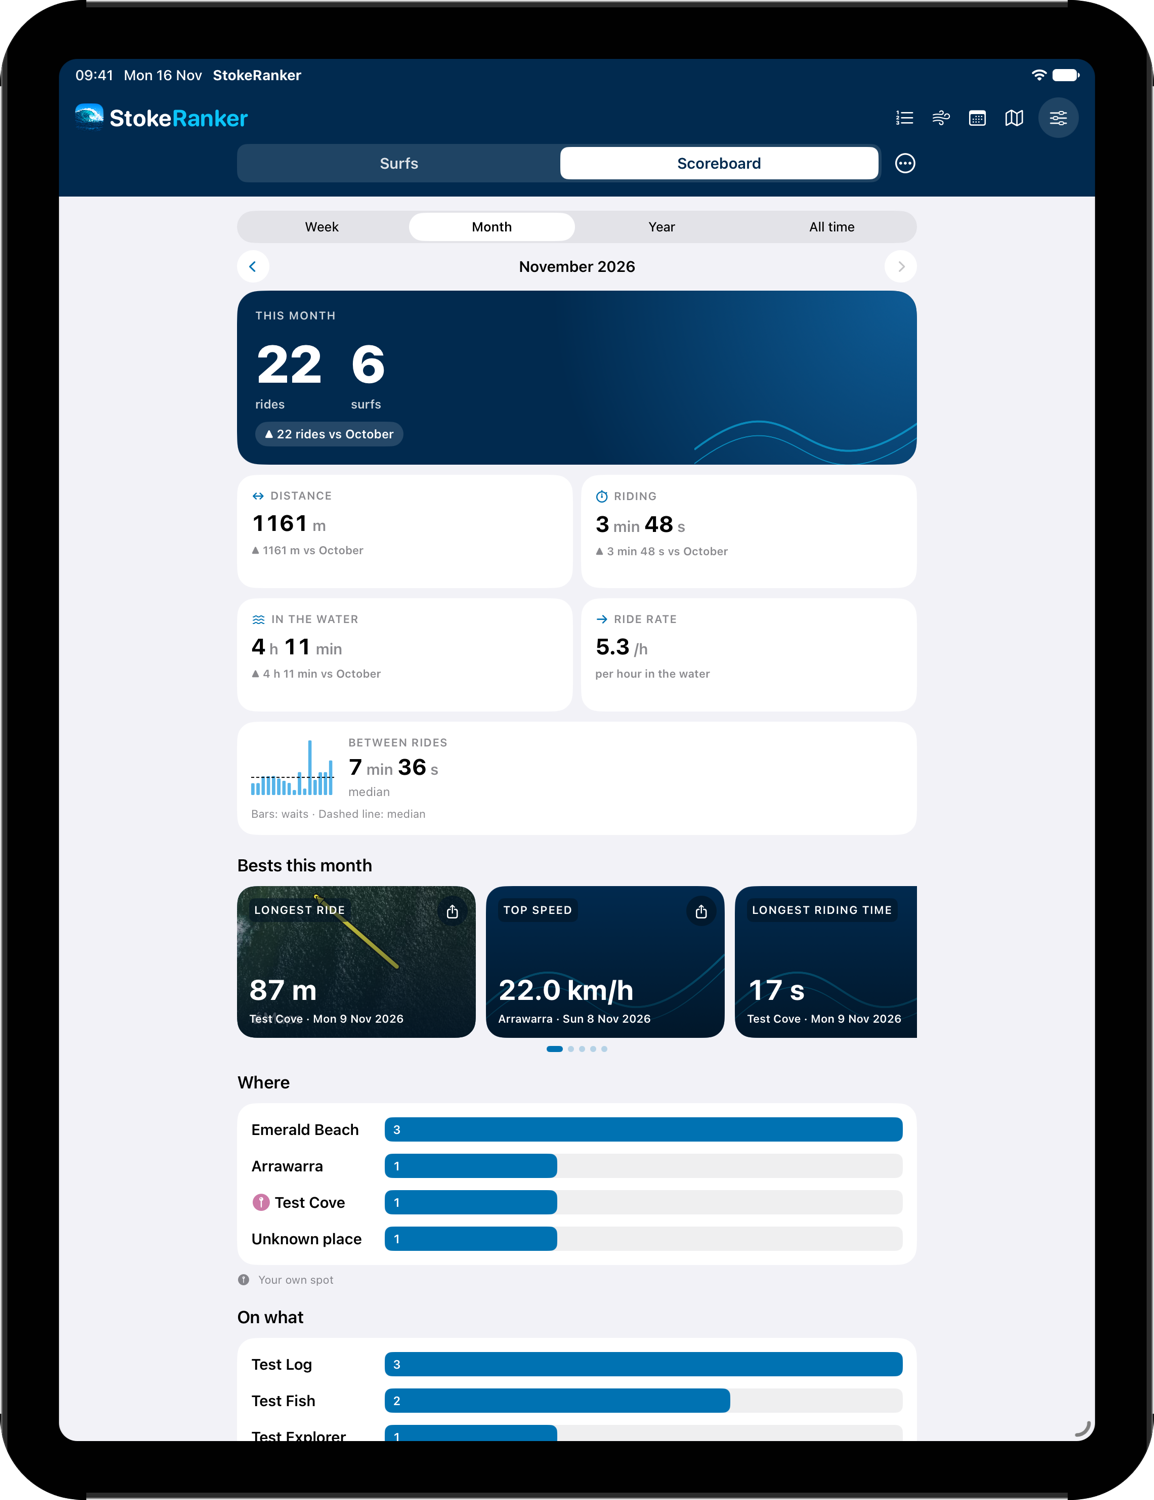 09:41 Mon 16 Nov StokeRanker
StokeRanker
Surfs Scoreboard
Week Month Year All time
November 2026
THIS MONTH
22 6
rides surfs
▲ 22 rides vs October
DISTANCE
1161 m
▲ 1161 m vs October
RIDING
3 min 48 s
▲ 3 min 48 s vs October
IN THE WATER
4 h 11 min
▲ 4 h 11 min vs October
RIDE RATE
5.3 /h
per hour in the water
BETWEEN RIDES
7 min 36 s
median
Bars: waits · Dashed line: median
Bests this month
LONGEST RIDE
87 m
Test Cove · Mon 9 Nov 2026
TOP SPEED
22.0 km/h
Arrawarra · Sun 8 Nov 2026
LONGEST RIDING TIME
17 s
Test Cove · Mon 9 Nov 2026
Where
Emerald Beach 3
Arrawarra 1
Test Cove 1
Unknown place 1
Your own spot
On what
Test Log 3
Test Fish 2
Test Explorer 1